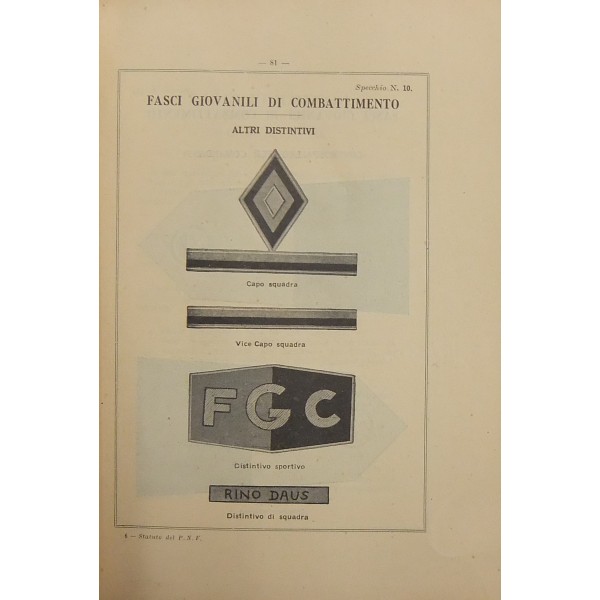 — 81 —
Specchio N. 10.
FASCI GIOVANILI DI COMBATTIMENTO
ALTRI DISTINTIVI
Capo squadra
Vice Capo squadra
FGC
Distintivo sportivo
RINO DAUS
Distintivo di squadra
6 — Statuto del P. N. F.